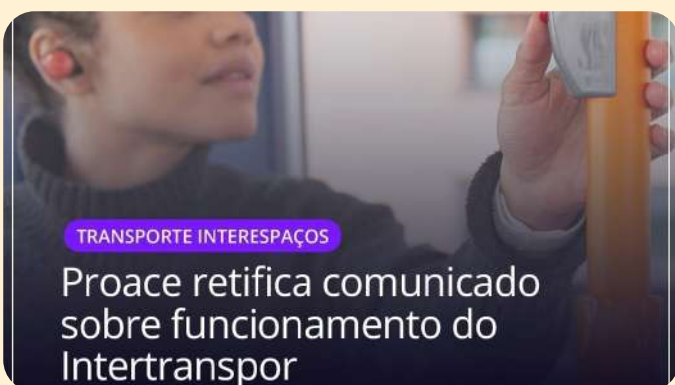 TRANSPORTE INTERESPAÇOS
Proace retifica comunicado
sobre funcionamento do
Intertranspor